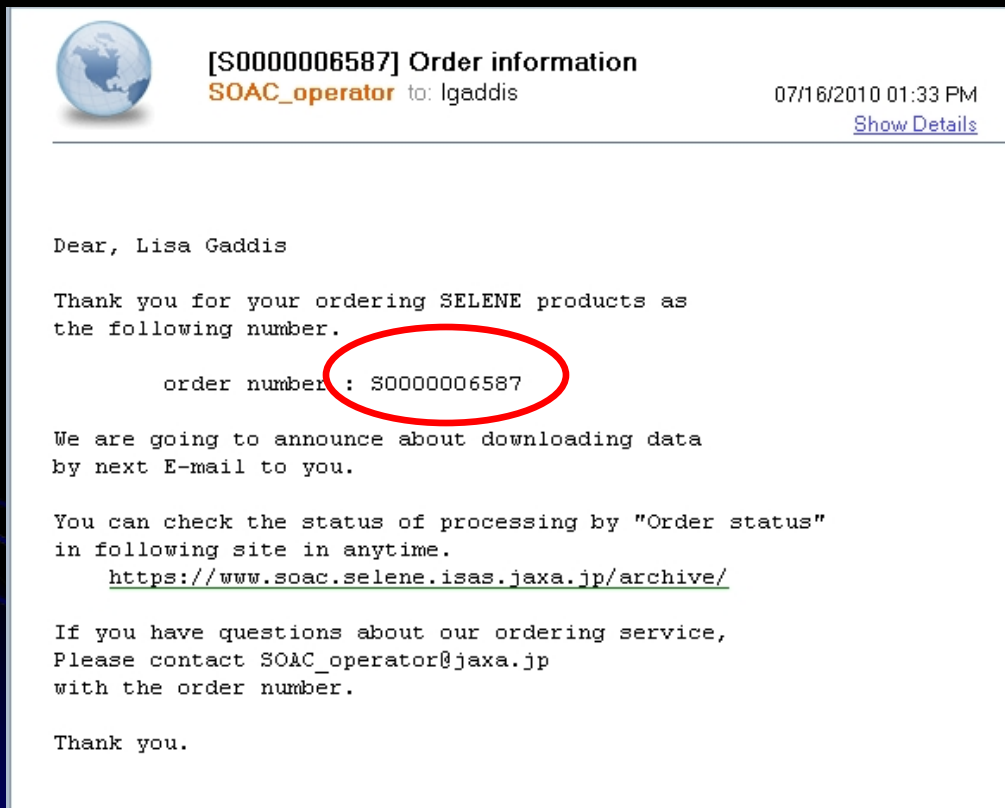 [S0000006587] Order information
SOAC_operator to: lgaddis 07/16/2010 01:33 PM
Show Details
Dear, Lisa Gaddis
Thank you for your ordering SELENE products as
the following number.
order number : S0000006587
We are going to announce about downloading data
by next E-mail to you.
You can check the status of processing by "Order status"
in following site in anytime.
https://www.soac.selene.isas.jaxa.jp/archive/
If you have questions about our ordering service,
Please contact SOAC_operator@jaxa.jp
with the order number.
Thank you.